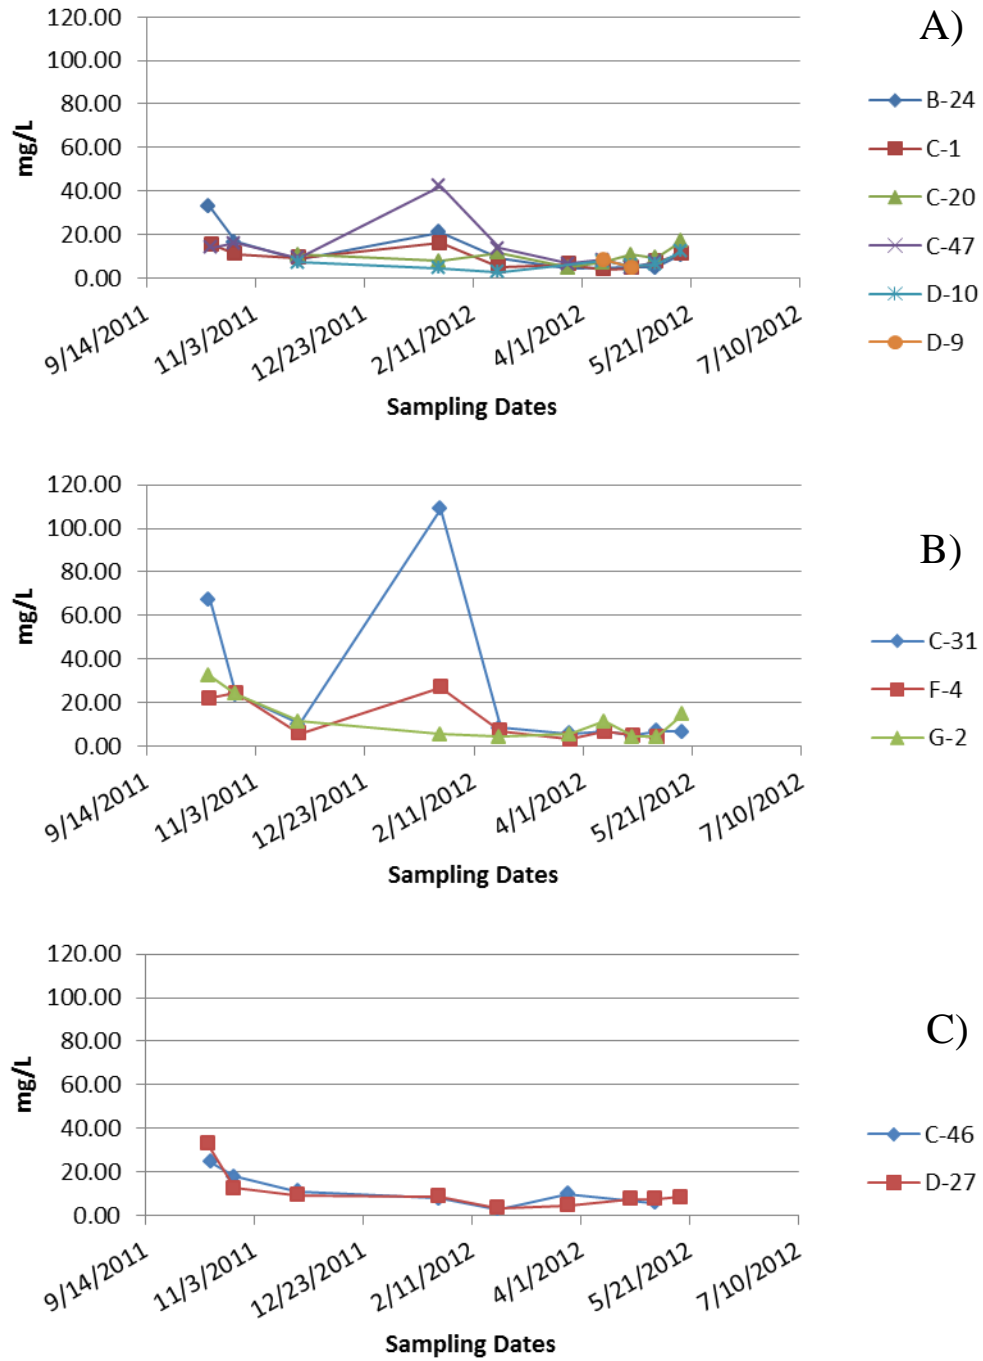 A)
120.00
100.00
80.00
60.00
40.00
20.00
0.00
mg/L
9/14/2011
11/3/2011
12/23/2011
2/11/2012
4/1/2012
5/21/2012
7/10/2012
Sampling Dates
B-24
C-1
C-20
C-47
D-10
D-9
B)
120.00
100.00
80.00
60.00
40.00
20.00
0.00
mg/L
9/14/2011
11/3/2011
12/23/2011
2/11/2012
4/1/2012
5/21/2012
7/10/2012
Sampling Dates
C-31
F-4
G-2
C)
120.00
100.00
80.00
60.00
40.00
20.00
0.00
mg/L
9/14/2011
11/3/2011
12/23/2011
2/11/2012
4/1/2012
5/21/2012
7/10/2012
Sampling Dates
C-46
D-27